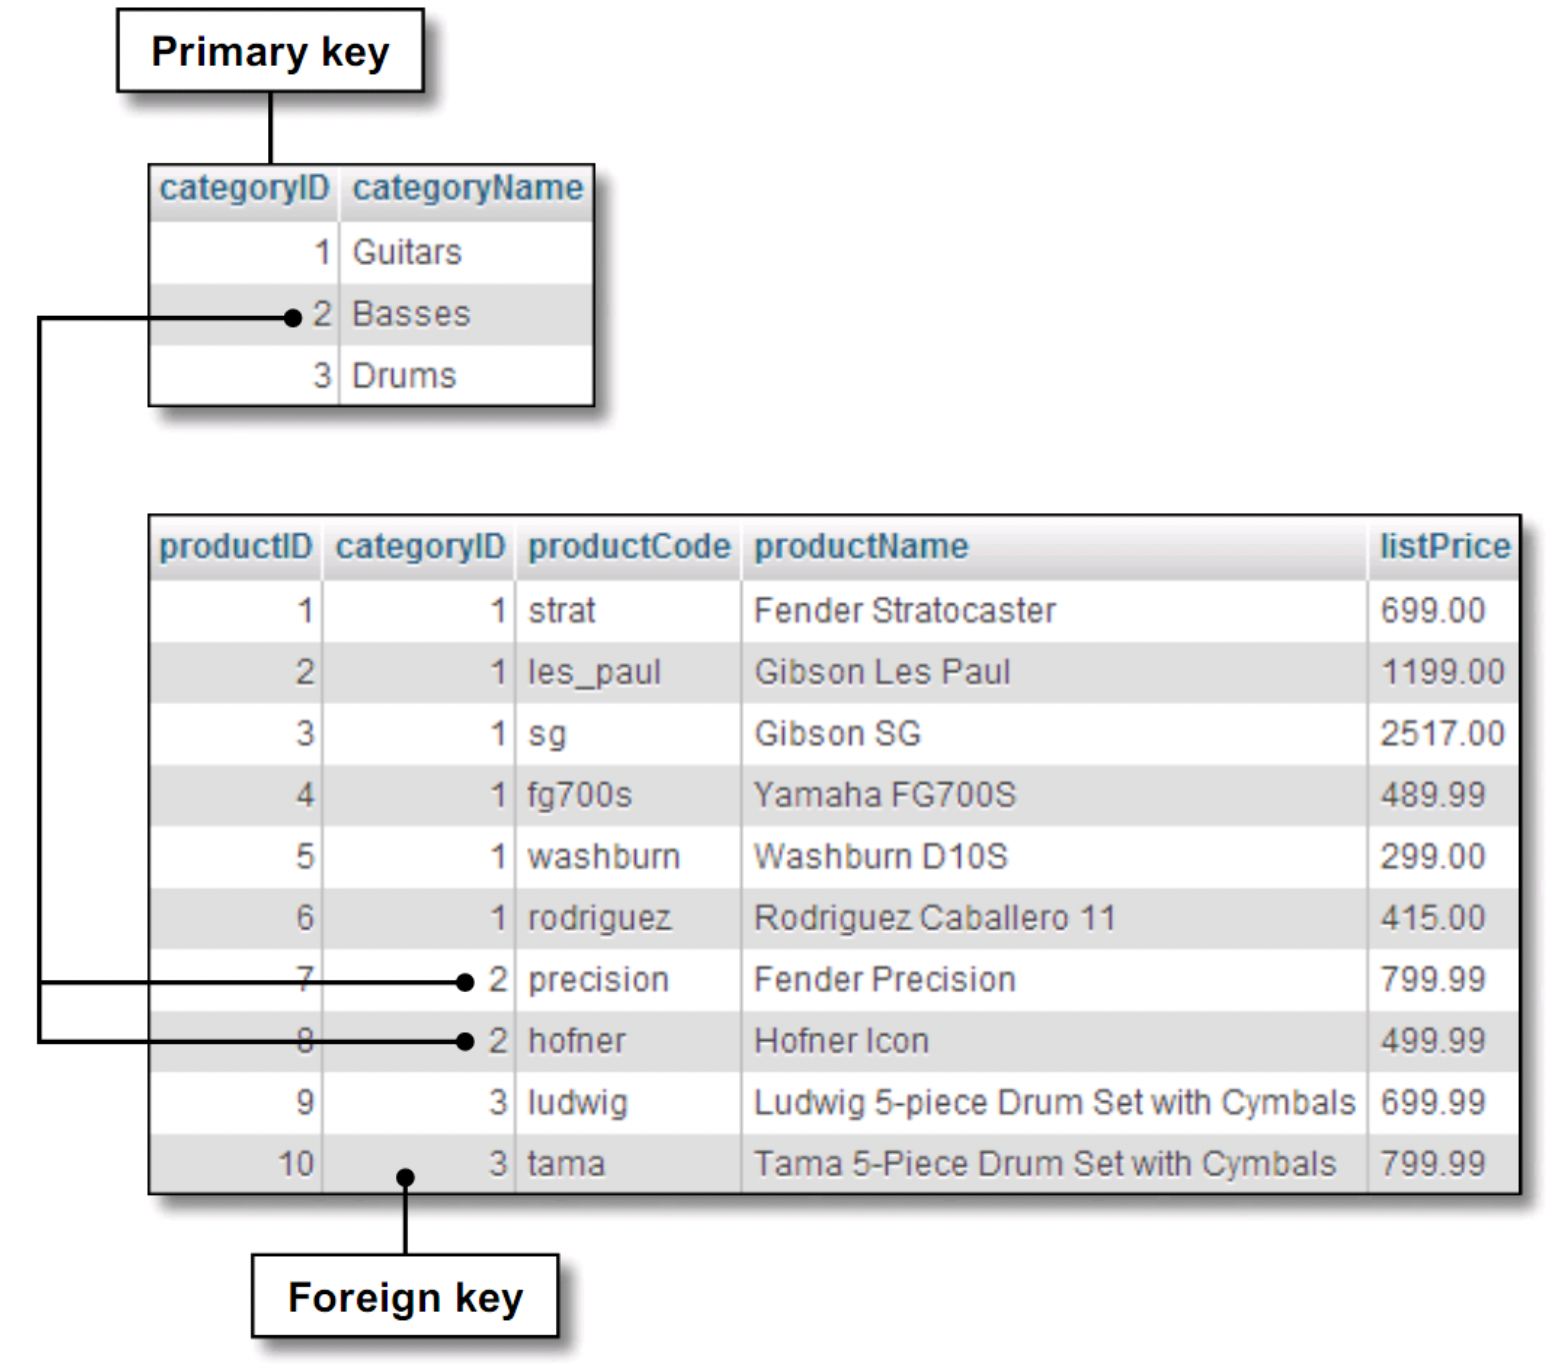 Primary key
categoryID categoryName
1 Guitars
2 Basses
3 Drums
productID categoryID productCode productName listPrice
1 1 strat Fender Stratocaster 699.00
2 1 les_paul Gibson Les Paul 1199.00
3 1 sg Gibson SG 2517.00
4 1 fg700s Yamaha FG700S 489.99
5 1 washburn Washburn D10S 299.00
6 1 rodriguez Rodriguez Caballero 11 415.00
7 2 precision Fender Precision 799.99
8 2 hofner Hofner Icon 499.99
9 3 ludwig Ludwig 5-piece Drum Set with Cymbals 699.99
10 3 tama Tama 5-Piece Drum Set with Cymbals 799.99
Foreign key